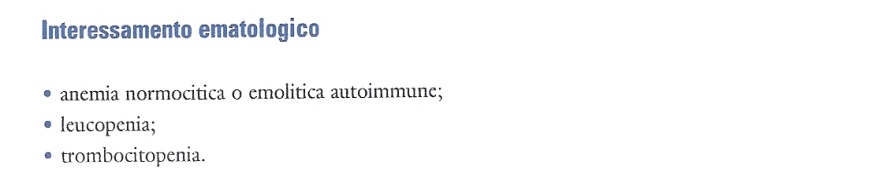 Interessamento ematologico
• anemia normocitica o emolitica autoimmune;
• leucopenia;
• trombocitopenia.